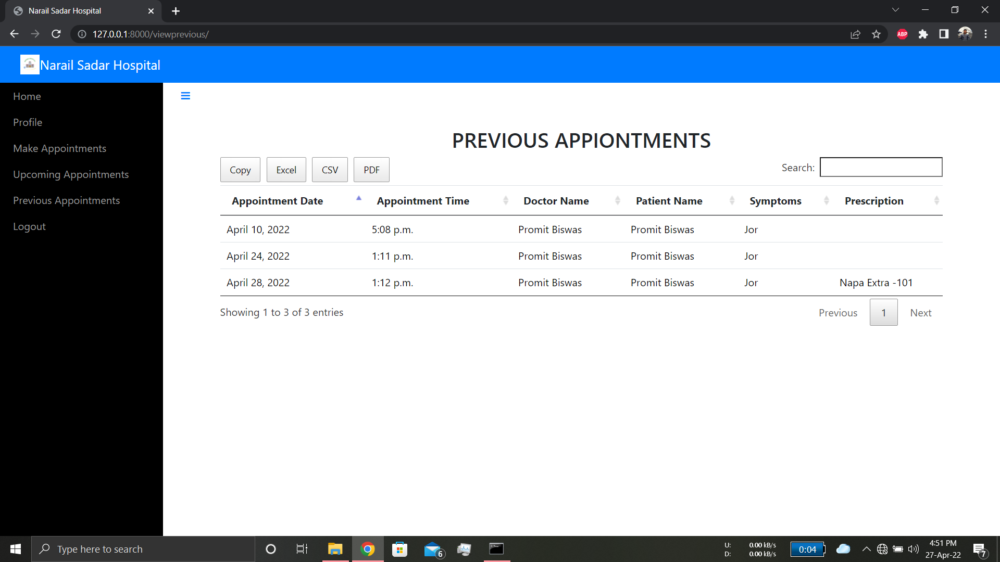 Narail Sadar Hospital
127.0.0.1:8000/viewprevious/
ABP
Narail Sadar Hospital
Home
Profile
Make Appointments
Upcoming Appointments
Previous Appointments
Logout
PREVIOUS APPIONTMENTS
Copy Excel CSV PDF Search:
Appointment Date Appointment Time Doctor Name Patient Name Symptoms Prescription
April 10, 2022 5:08 p.m. Promit Biswas Promit Biswas Jor
April 24, 2022 1:11 p.m. Promit Biswas Promit Biswas Jor
April 28, 2022 1:12 p.m. Promit Biswas Promit Biswas Jor Napa Extra -101
Showing 1 to 3 of 3 entries Previous 1 Next
Type here to search
6
U: 0.00 kB/s
D: 0.00 kB/s
0:04
4:51 PM
27-Apr-22
7